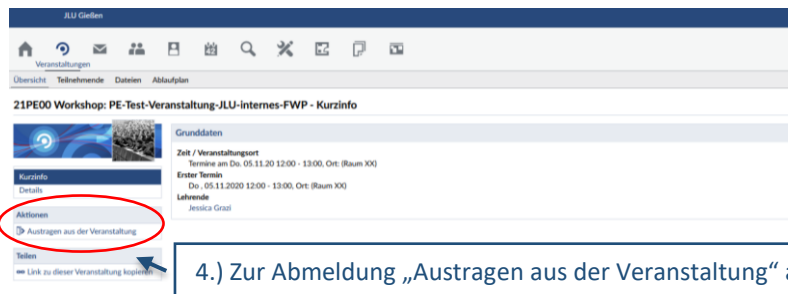 JLU Gießen
Veranstaltungen
Übersicht Teilnehmende Dateien Ablaufplan
21PE00 Workshop: PE-Test-Veranstaltung-JLU-internes-FWP - Kurzinfo
Grunddaten
Zeit / Veranstaltungsort
Termine am Do. 05.11.20 12:00 - 13:00, Ort: (Raum XX)
Erster Termin
Do , 05.11.2020 12:00 - 13:00, Ort: (Raum XX)
Lehrende
Jessica Grazi
Kurzinfo
Details
Aktionen
Austragen aus der Veranstaltung
Teilen
Link zu dieser Veranstaltung kopieren
4.) Zur Abmeldung „Austragen aus der Veranstaltung“